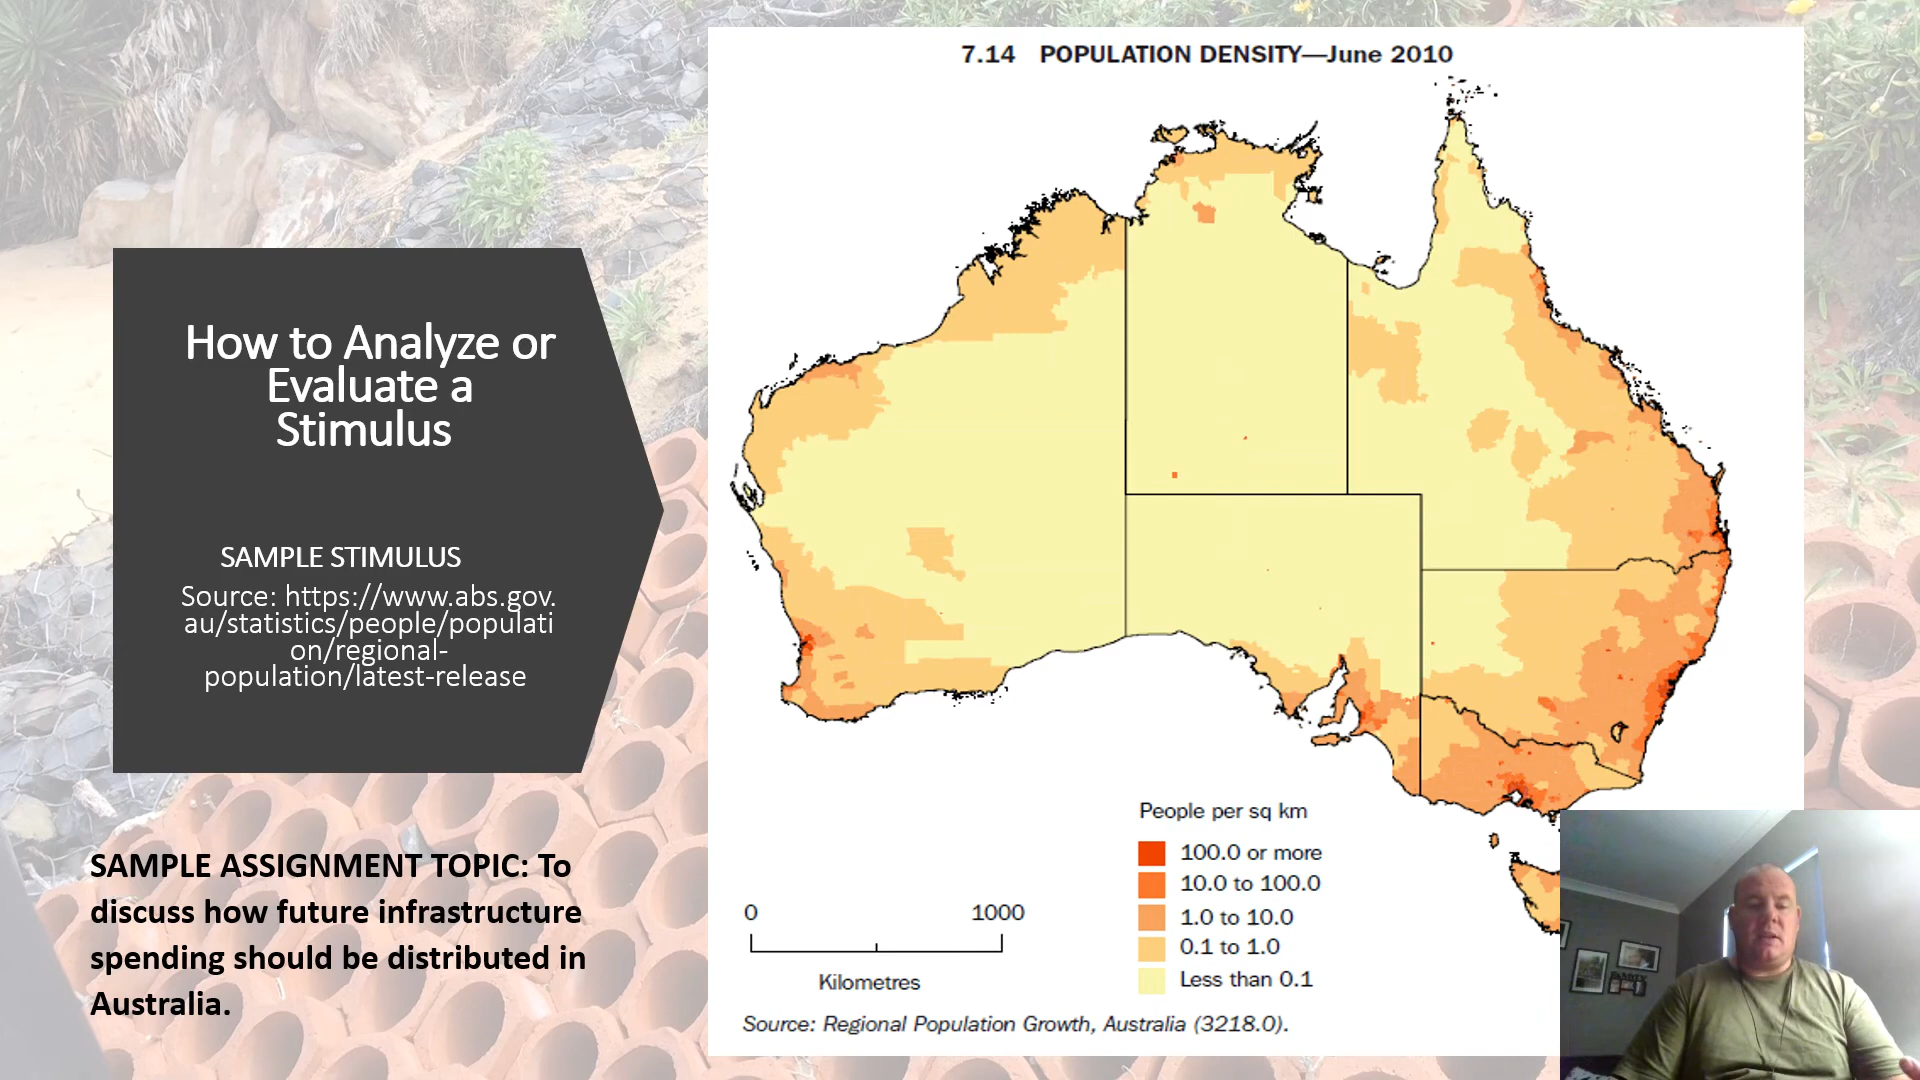 How to Analyze or
Evaluate a
Stimulus
SAMPLE STIMULUS
Source: https://www.abs.gov.
au/statistics/people/populati
on/regional-
population/latest-release
SAMPLE ASSIGNMENT TOPIC: To
discuss how future infrastructure
spending should be distributed in
Australia.
7.14 POPULATION DENSITY—June 2010
People per sq km
100.0 or more
10.0 to 100.0
1.0 to 10.0
0.1 to 1.0
Less than 0.1
0 1000
Kilometres
Source: Regional Population Growth, Australia (3218.0).